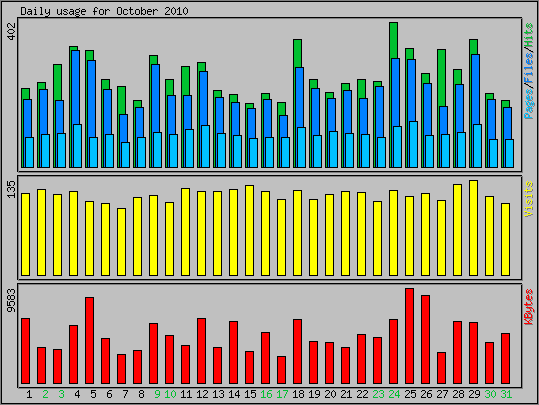 Daily usage for October 2010
402
Pages/Files/Hits
135
Visits
9583
KBytes
1 2 3 4 5 6 7 8 9 10 11 12 13 14 15 16 17 18 19 20 21 22 23 24 25 26 27 28 29 30 31